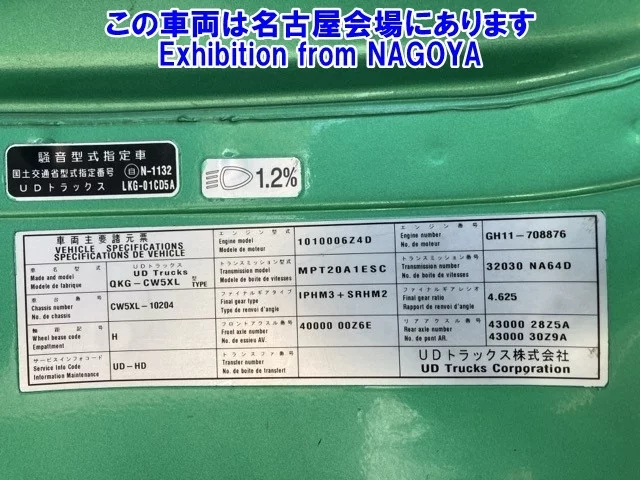 この車両は名古屋会場にあります
Exhibition from NAGOYA
騒音型式指定車
国土交通省型式指定番号 自 N-1132
UDトラックス LKG-01CD5A
1.2%
車両主要諸元票
VEHICLE SPECIFICATIONS
SPECIFICATIONS DE VEHICLE
エンジン型式
Engine model
Modele de moteur
1010006Z4D
エンジン番号
Engine number
No. de moteur
GH11-708876
車名型式
Made and model
Modele de fabrique
UDトラックス
UD Trucks
QKG-CW5XL
型
TYPE
トランスミッション型式
Transmission model
Modele de boite de vitesses
MPT20A1ESC
トランスミッション番号
Transmission number
No. de boite de vitesses
32030 NA64D
車台番号
Chassis number
No. de chassis
CW5XL-10204
ファイナルギアタイプ
Final gear type
Type de renvoi d'angle
IPHM3+SRHM2
ファイナルギアレシオ
Final gear ratio
Rapport de renvoi d'angle
4.625
軸距記号
Wheel bease code
Empattement
H
フロントアクスル番号
Front axle number
No. de essieu AV.
40000 00Z6E
リアアクスル番号
Rear axle number
No. de pont AR.
43000 28Z5A
43000 30Z9A
サービスインフォコード
Service Info Code
Information Maintenance
UD-HD
トランスファ番号
Transfer number
No. de boite de transfert
UDトラックス株式会社
UD Trucks Corporation